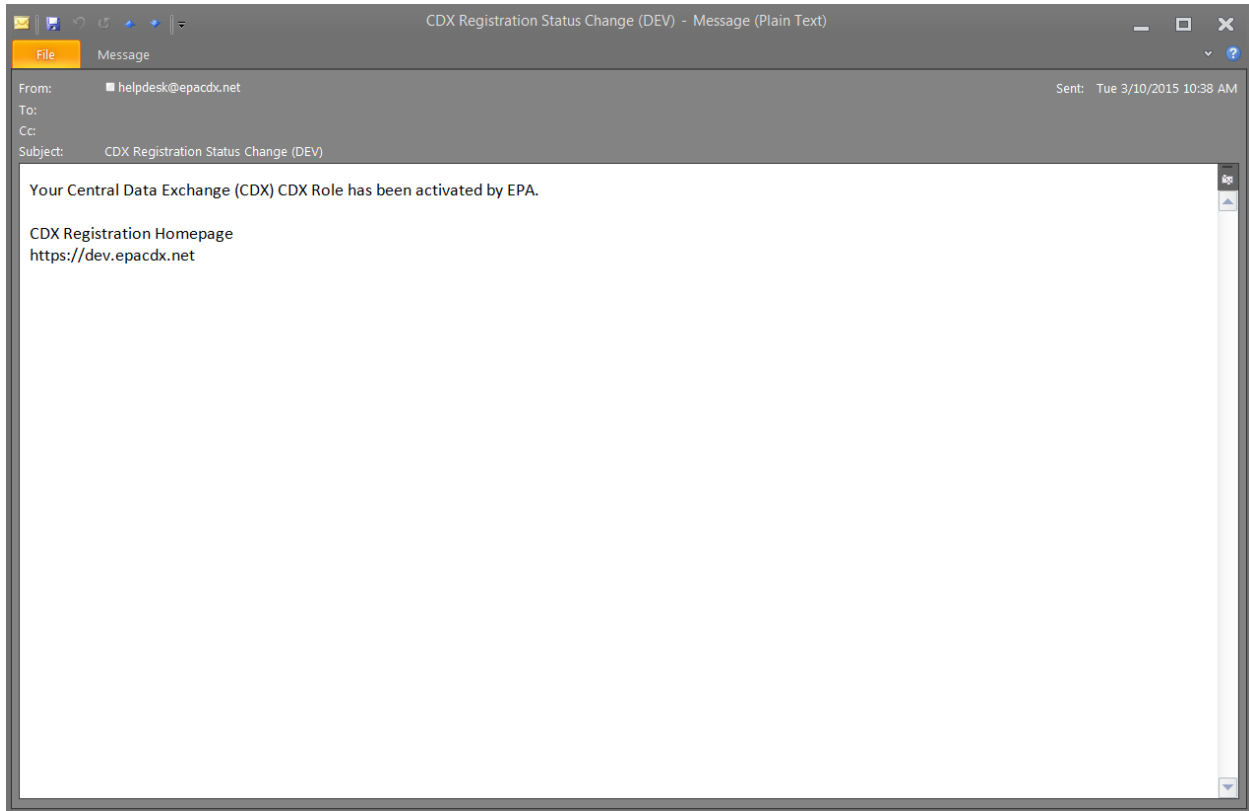 CDX Registration Status Change (DEV) - Message (Plain Text)
File Message
From: helpdesk@epacdx.net Sent: Tue 3/10/2015 10:38 AM
To:
Cc:
Subject: CDX Registration Status Change (DEV)
Your Central Data Exchange (CDX) CDX Role has been activated by EPA.
CDX Registration Homepage
https://dev.epacdx.net